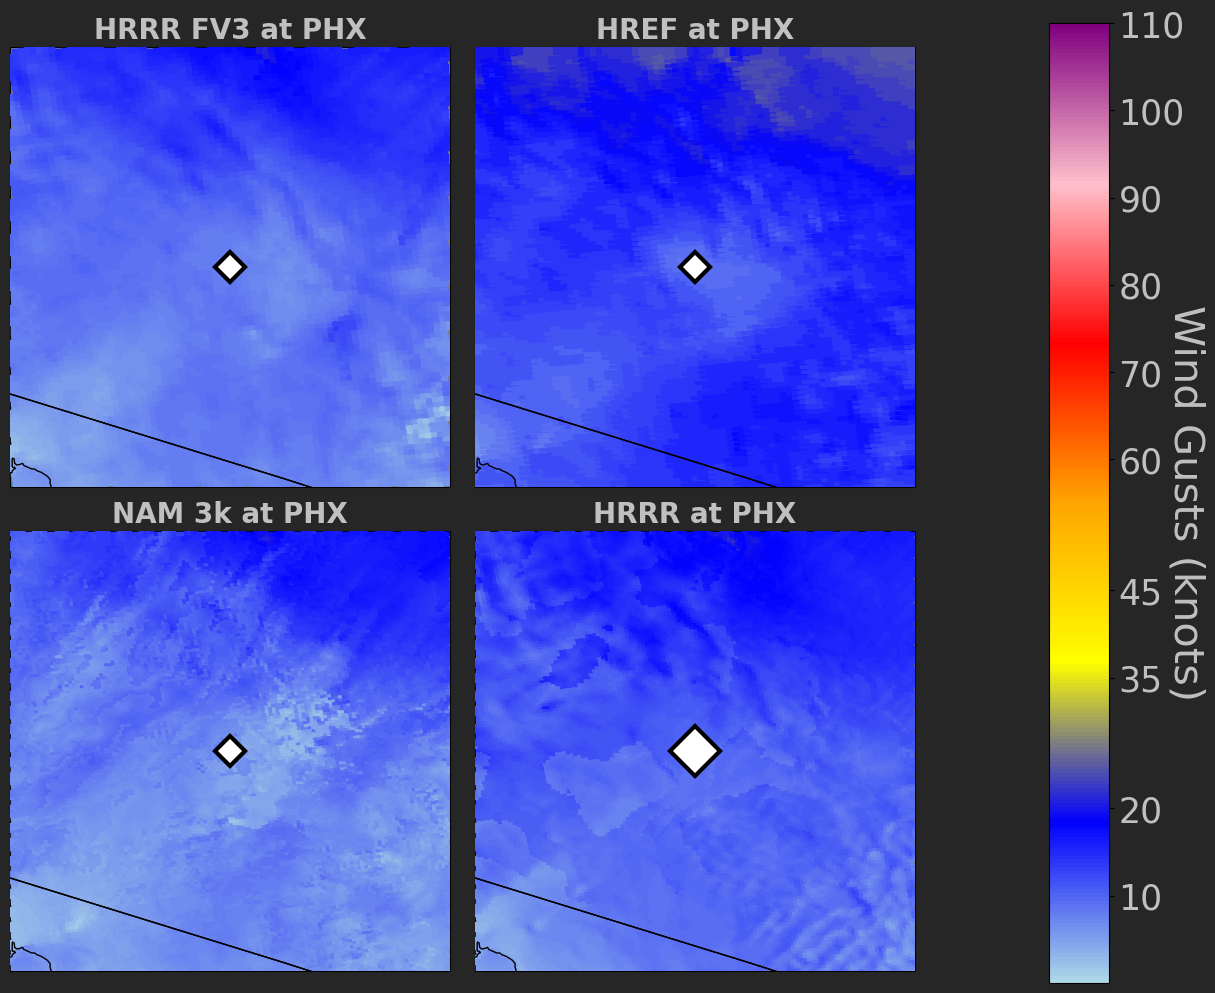 HRRR FV3 at PHX
HREF at PHX
NAM 3k at PHX
HRRR at PHX
110
100
90
80
70
60
45
35
20
10
Wind Gusts (knots)